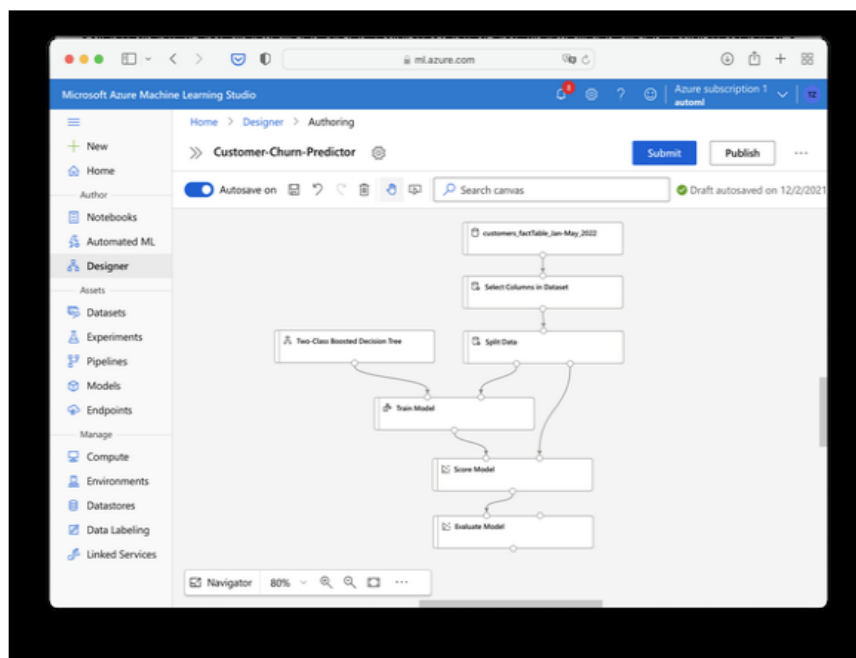 ml.azure.com
Microsoft Azure Machine Learning Studio
8
?
Azure subscription 1
automl
TZ
New
Home
Author
Notebooks
Automated ML
Designer
Assets
Datasets
Experiments
Pipelines
Models
Endpoints
Manage
Compute
Environments
Datastores
Data Labeling
Linked Services
Home > Designer > Authoring
Customer-Churn-Predictor
Submit
Publish
Autosave on
Search canvas
Draft autosaved on 12/2/2021
customers_factTable_Jan-May_2022
Select Columns in Dataset
Two-Class Boosted Decision Tree
Split Data
Train Model
Score Model
Evaluate Model
Navigator 80%